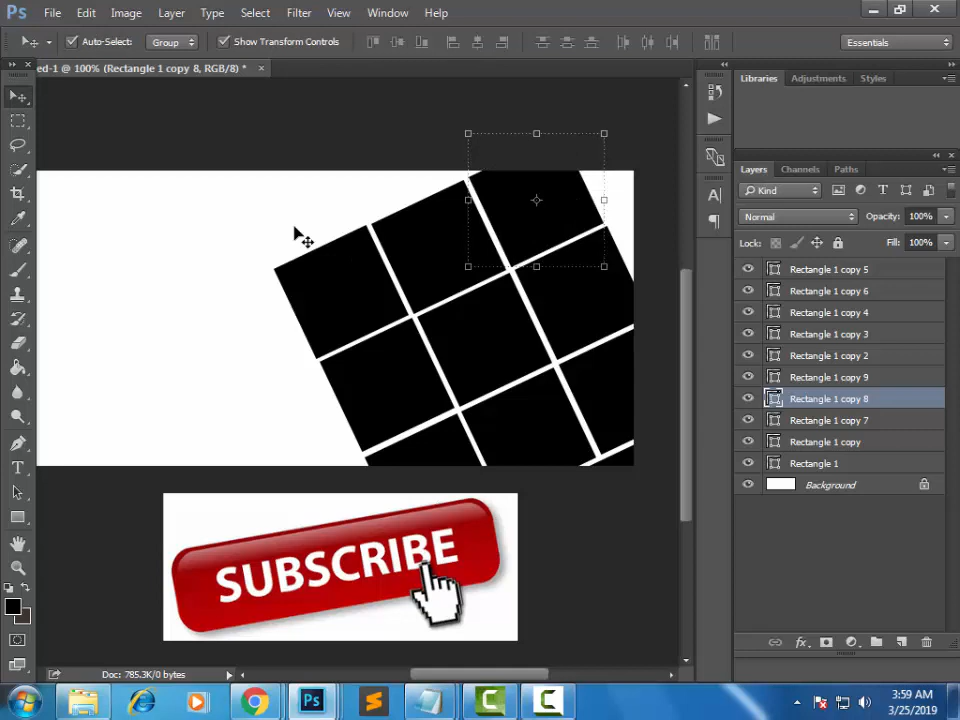 Ps File Edit Image Layer Type Select Filter 3D View Window Help
Auto-Select: Group Show Transform Controls Essentials
ed-1 @ 100% (Rectangle 1 copy 8, RGB/8) *
Libraries Adjustments Styles
Layers Channels Paths
Kind
Normal Opacity: 100%
Lock: Fill: 100%
Rectangle 1 copy 5
Rectangle 1 copy 6
Rectangle 1 copy 4
Rectangle 1 copy 3
Rectangle 1 copy 2
Rectangle 1 copy 9
Rectangle 1 copy 8
Rectangle 1 copy 7
Rectangle 1 copy
Rectangle 1
Background
SUBSCRIBE
Doc: 785.3K/0 bytes
Ps
3:59 AM
3/25/2019